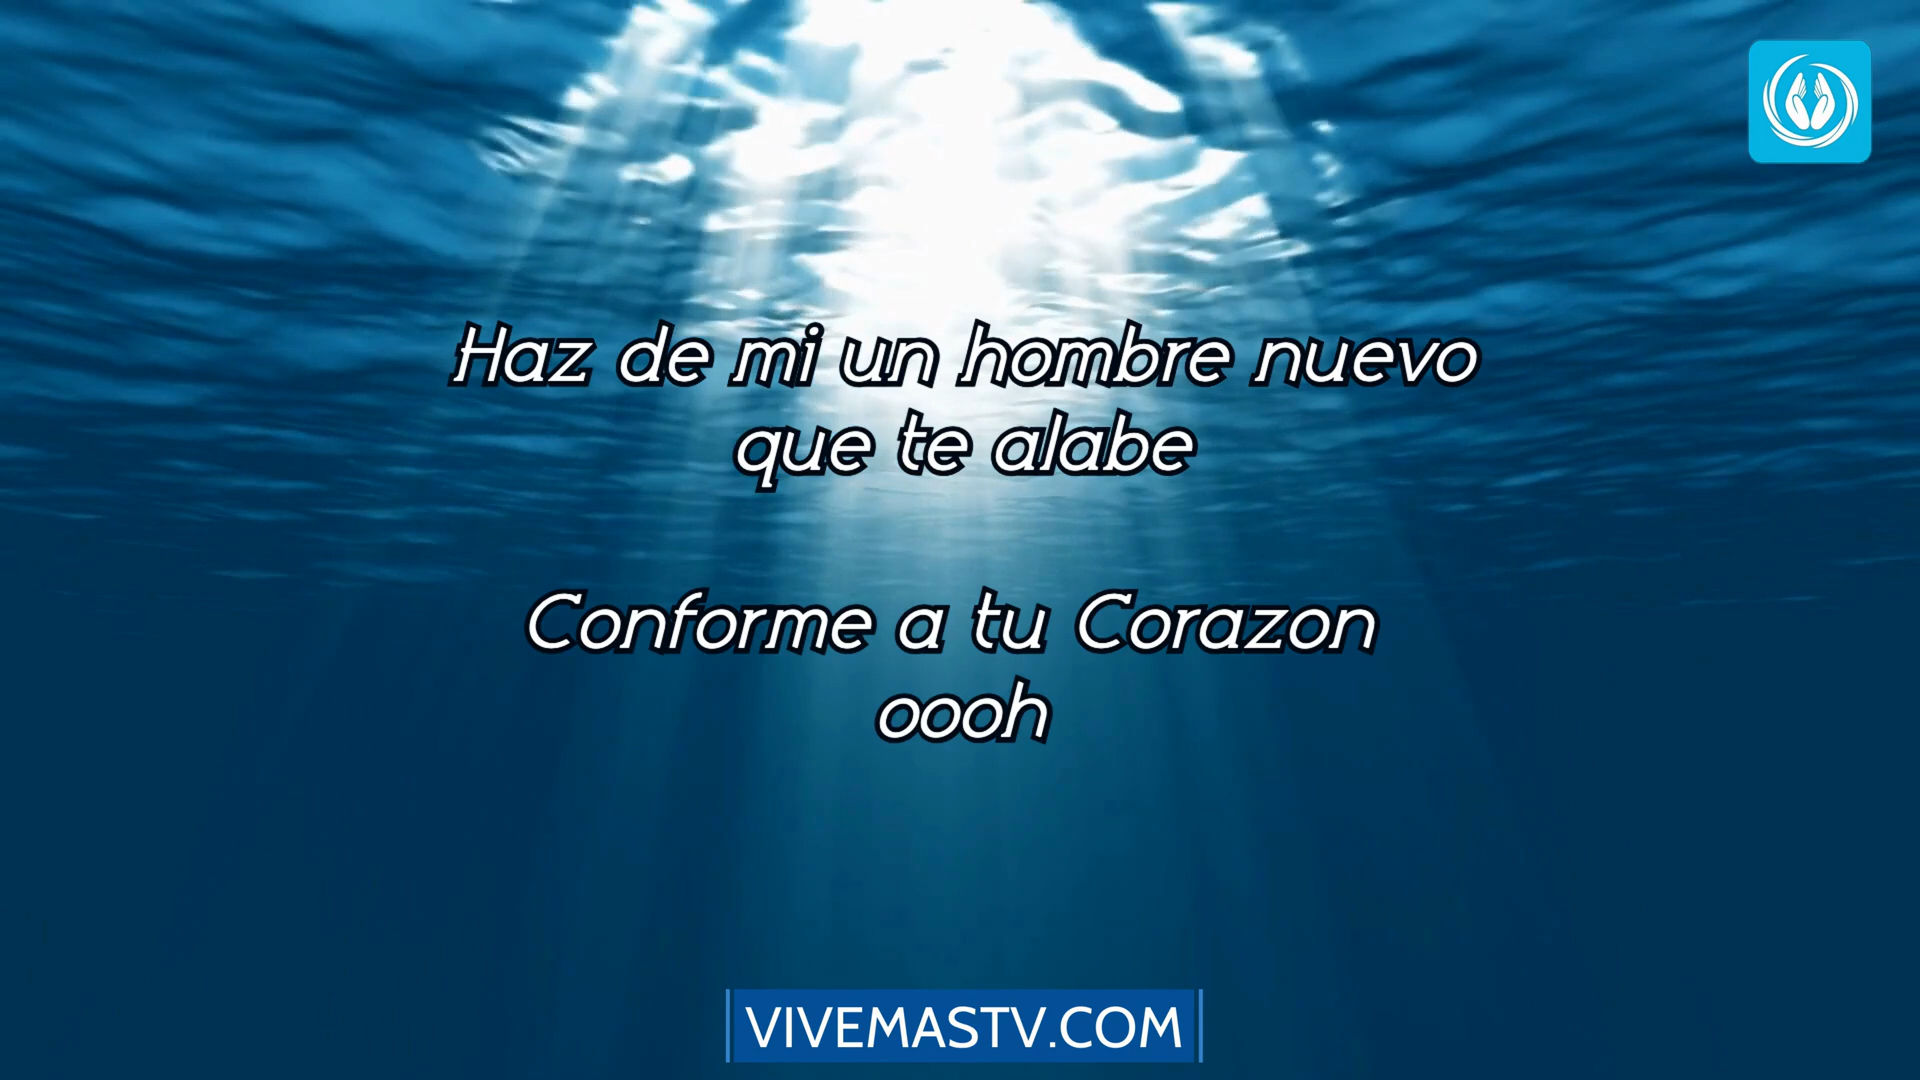 Haz de mi un hombre nuevo
que te alabe
Conforme a tu Corazon
oooh
VIVEMASTV.COM